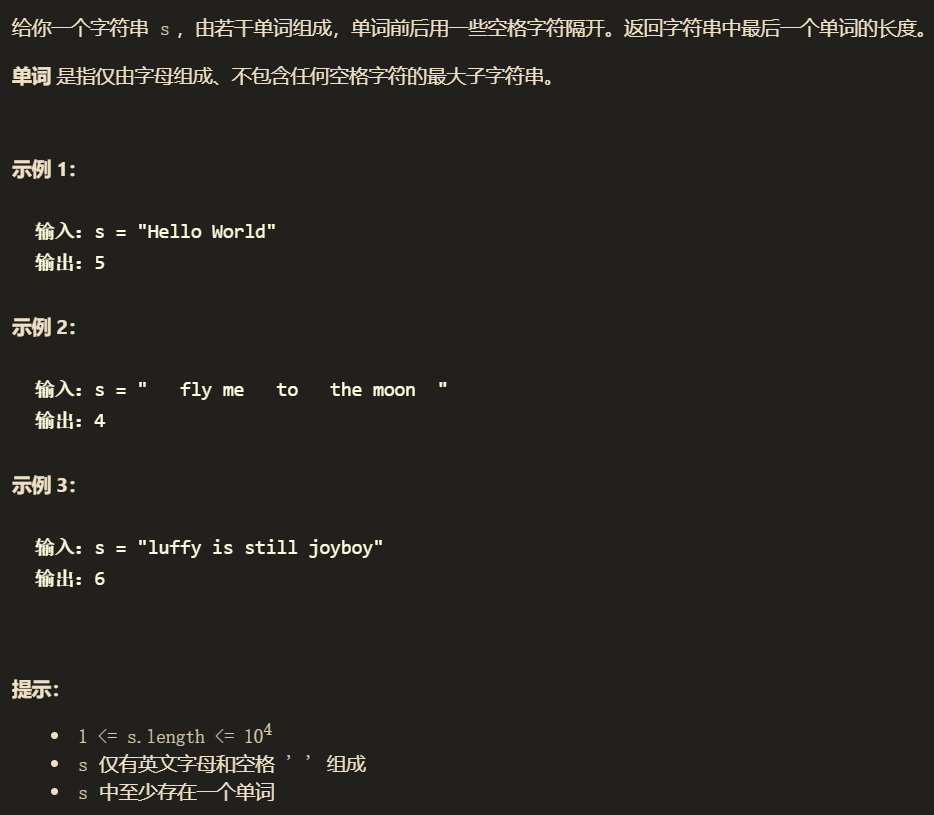 给你一个字符串 s，由若干单词组成，单词前后用一些空格字符隔开。返回字符串中最后一个单词的长度。
单词 是指仅由字母组成、不包含任何空格字符的最大子字符串。
示例 1：
输入：s = "Hello World"
输出：5
示例 2：
输入：s = "   fly me   to   the moon  "
输出：4
示例 3：
输入：s = "luffy is still joyboy"
输出：6
提示：
• 1 <= s.length <= 10⁴
• s 仅有英文字母和空格 ' ' 组成
• s 中至少存在一个单词